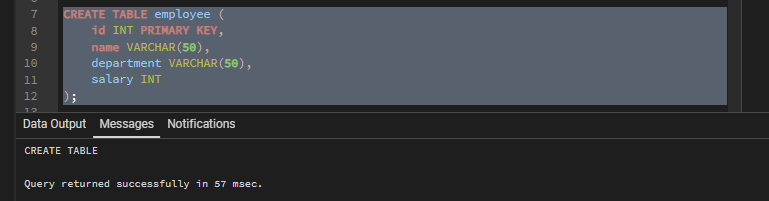 7 CREATE TABLE employee (
8 id INT PRIMARY KEY,
9 name VARCHAR(50),
10 department VARCHAR(50),
11 salary INT
12 );
13
Data Output Messages Notifications
CREATE TABLE
Query returned successfully in 57 msec.